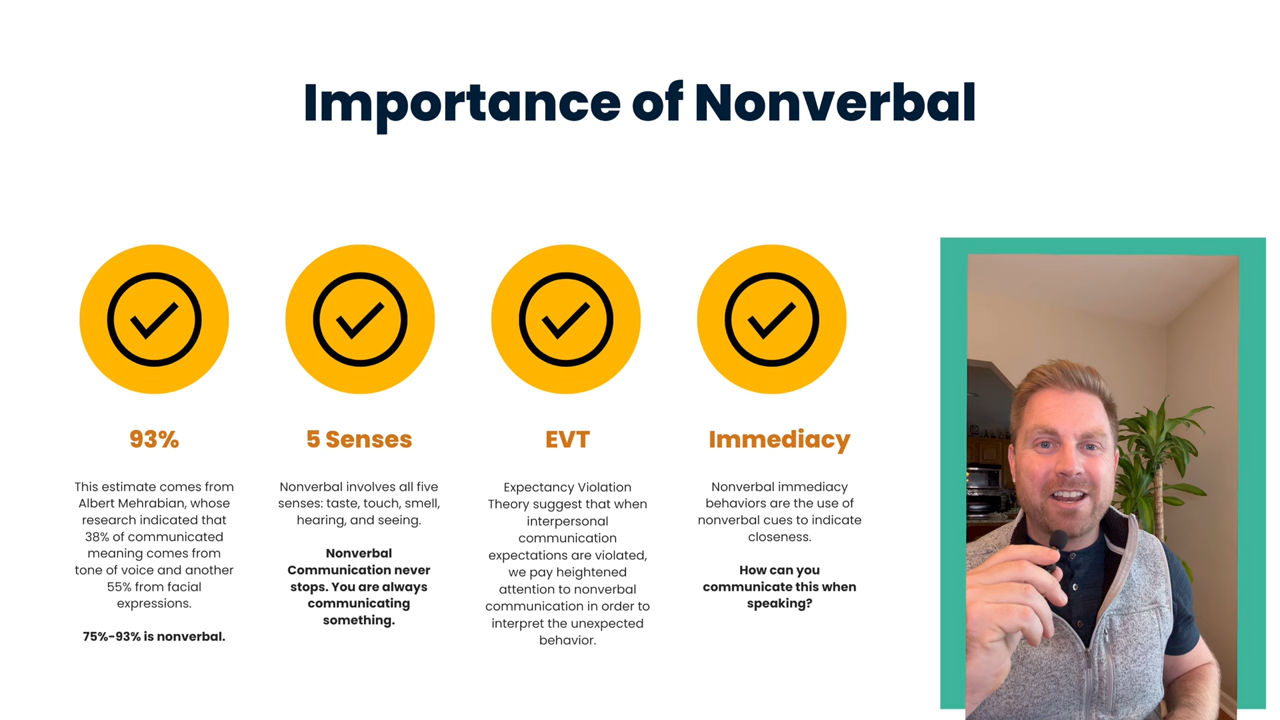 Importance of Nonverbal
93%
This estimate comes from
Albert Mehrabian, whose
research indicated that
38% of communicated
meaning comes from
tone of voice and another
55% from facial
expressions.
75%-93% is nonverbal.
5 Senses
Nonverbal involves all five
senses: taste, touch, smell,
hearing, and seeing.
Nonverbal
Communication never
stops. You are always
communicating
something.
EVT
Expectancy Violation
Theory suggest that when
interpersonal
communication
expectations are violated,
we pay heightened
attention to nonverbal
communication in order to
interpret the unexpected
behavior.
Immediacy
Nonverbal immediacy
behaviors are the use of
nonverbal cues to indicate
closeness.
How can you
communicate this when
speaking?